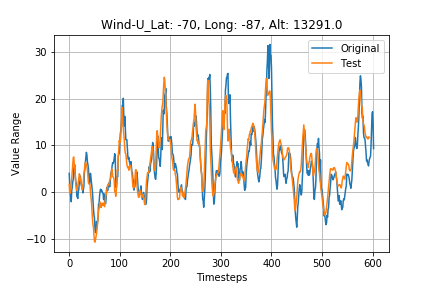 Wind-U_Lat: -70, Long: -87, Alt: 13291.0
Original
Test
30
20
10
0
−10
Value Range
0 100 200 300 400 500 600
Timesteps